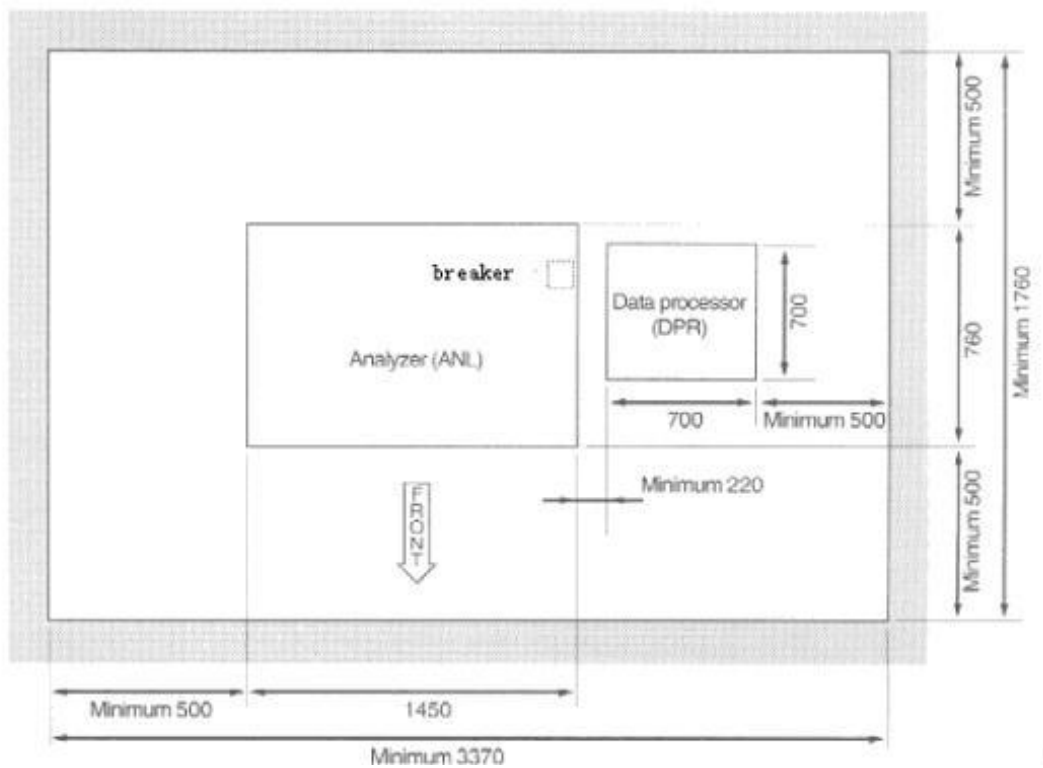 Minimum 500
breaker
Data processor
(DPR)
700
760
Minimum 1760
Analyzer (ANL)
700
Minimum 500
Minimum 220
FRONT
Minimum 500
Minimum 500
1450
Minimum 3370